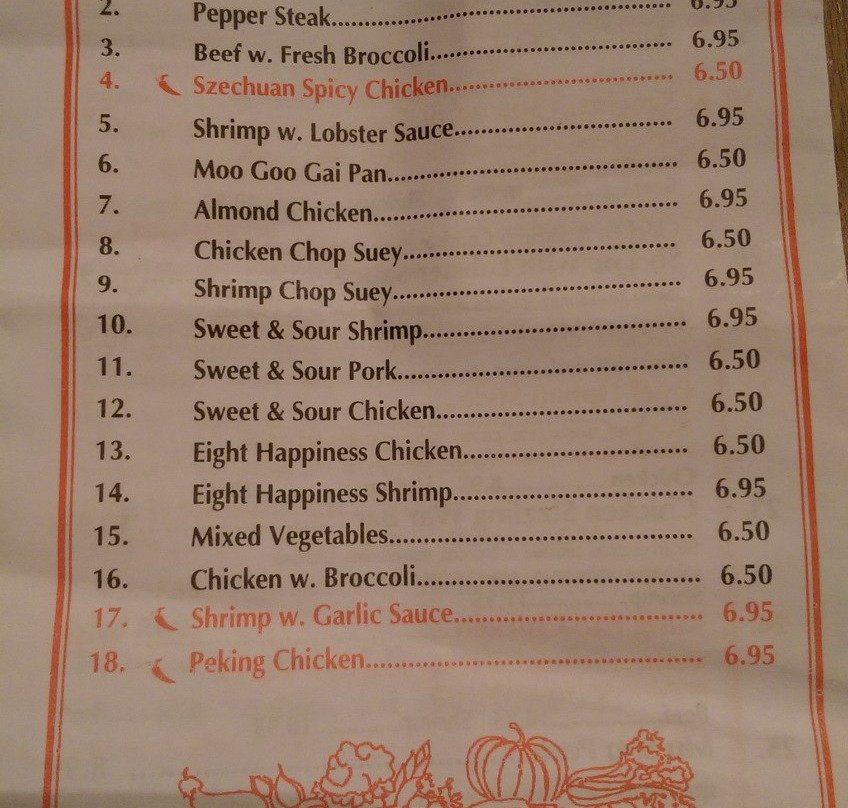 2. Pepper Steak.................................................. 6.95
3. Beef w. Fresh Broccoli..................................... 6.95
4. Szechuan Spicy Chicken.................................. 6.50
5. Shrimp w. Lobster Sauce................................. 6.95
6. Moo Goo Gai Pan............................................ 6.50
7. Almond Chicken.............................................. 6.95
8. Chicken Chop Suey......................................... 6.50
9. Shrimp Chop Suey........................................... 6.95
10. Sweet & Sour Shrimp....................................... 6.95
11. Sweet & Sour Pork........................................... 6.50
12. Sweet & Sour Chicken..................................... 6.50
13. Eight Happiness Chicken................................. 6.50
14. Eight Happiness Shrimp................................... 6.95
15. Mixed Vegetables............................................. 6.50
16. Chicken w. Broccoli......................................... 6.50
17. Shrimp w. Garlic Sauce.................................... 6.95
18. Peking Chicken................................................ 6.95